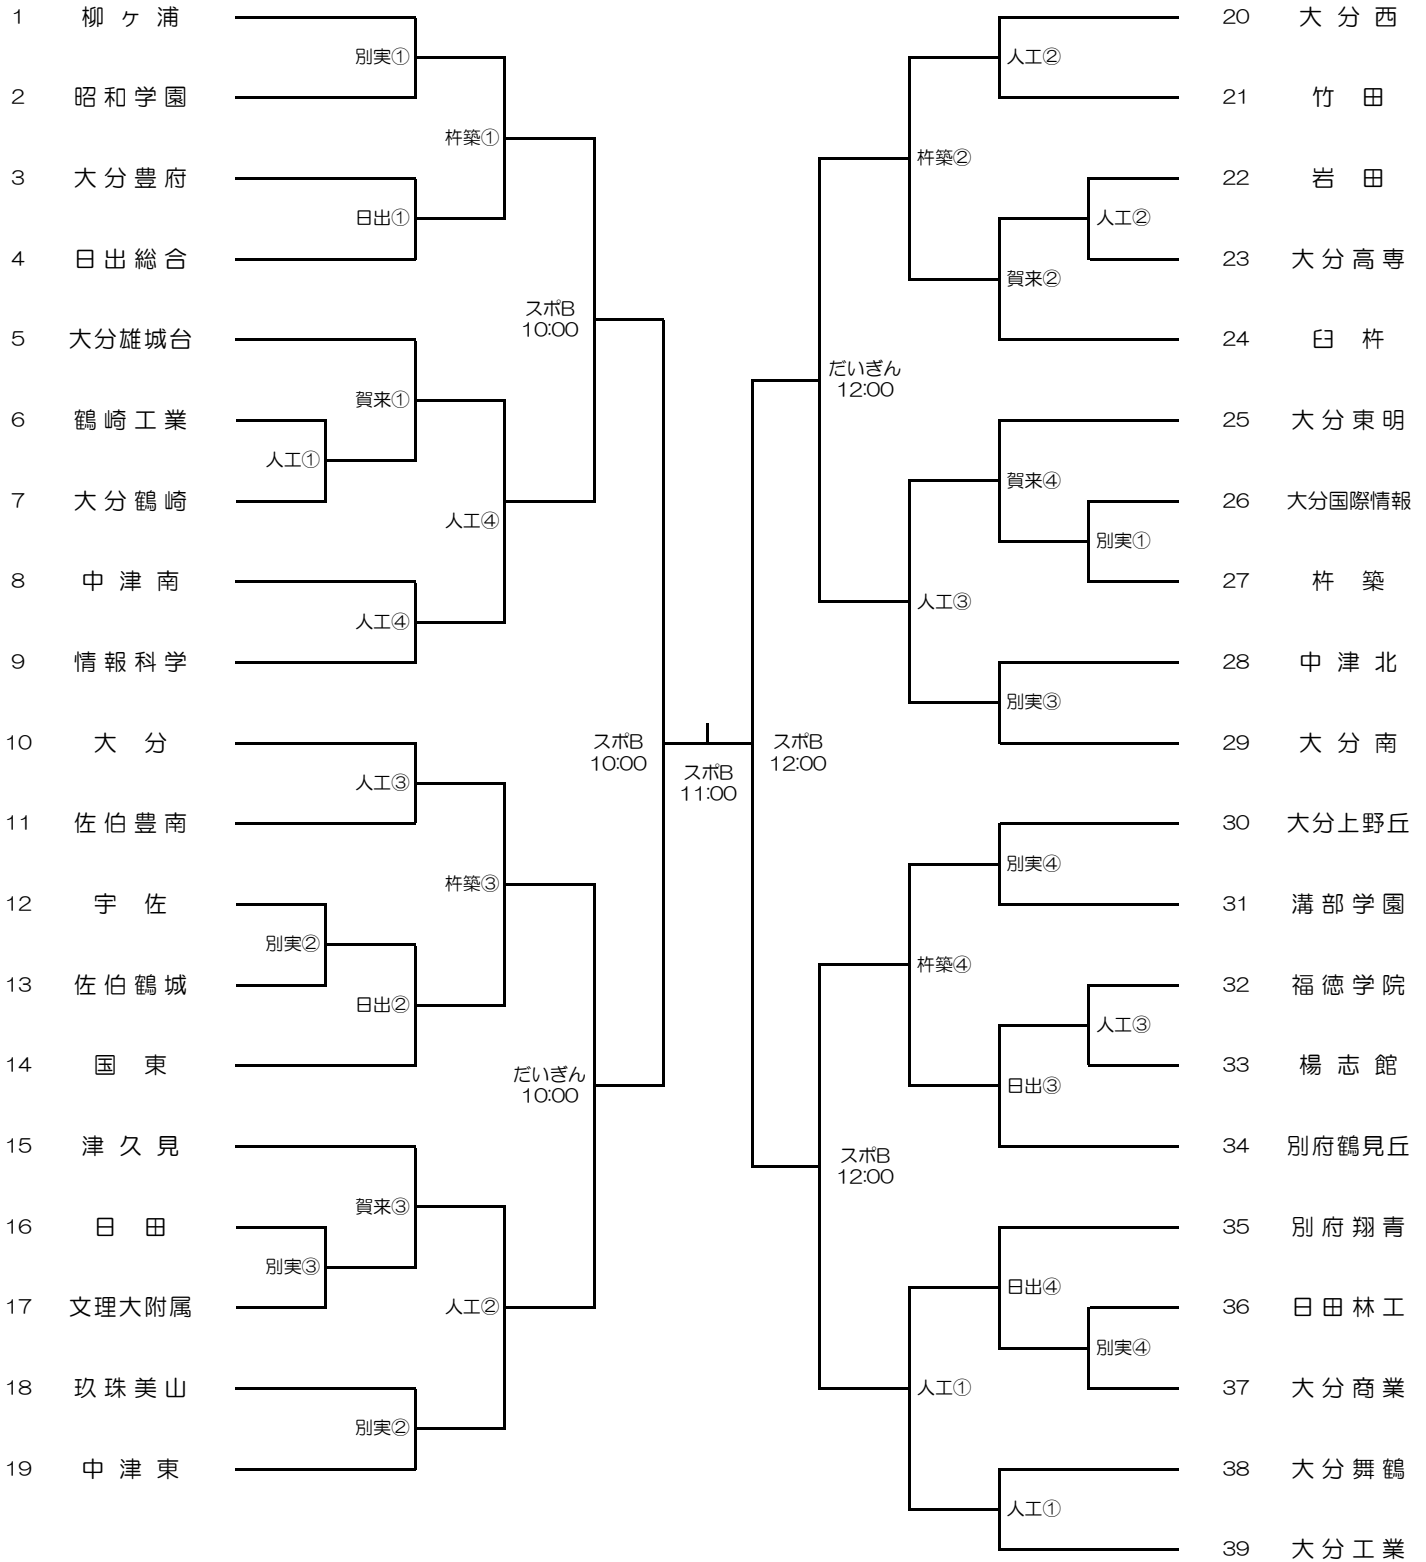 1 柳ヶ浦
2 昭和学園
3 大分豊府
4 日出総合
5 大分雄城台
6 鶴崎工業
7 大分鶴崎
8 中津南
9 情報科学
10 大分
11 佐伯豊南
12 宇佐
13 佐伯鶴城
14 国東
15 津久見
16 日田
17 文理大附属
18 玖珠美山
19 中津東
別実①
日出①
賀来①
人工①
人工④
人工③
別実②
日出②
賀来③
別実③
別実②
杵築①
人工④
杵築③
人工②
スポB
10:00
だいぎん
10:00
スポB
10:00
スポB
11:00
スポB
12:00
だいぎん
12:00
スポB
12:00
杵築②
人工③
杵築④
人工①
人工②
人工②
賀来②
賀来④
別実①
別実③
別実④
人工③
日出③
日出④
別実④
人工①
20 大分西
21 竹田
22 岩田
23 大分高専
24 臼杵
25 大分東明
26 大分国際情報
27 杵築
28 中津北
29 大分南
30 大分上野丘
31 溝部学園
32 福徳学院
33 楊志館
34 別府鶴見丘
35 別府翔青
36 日田林工
37 大分商業
38 大分舞鶴
39 大分工業